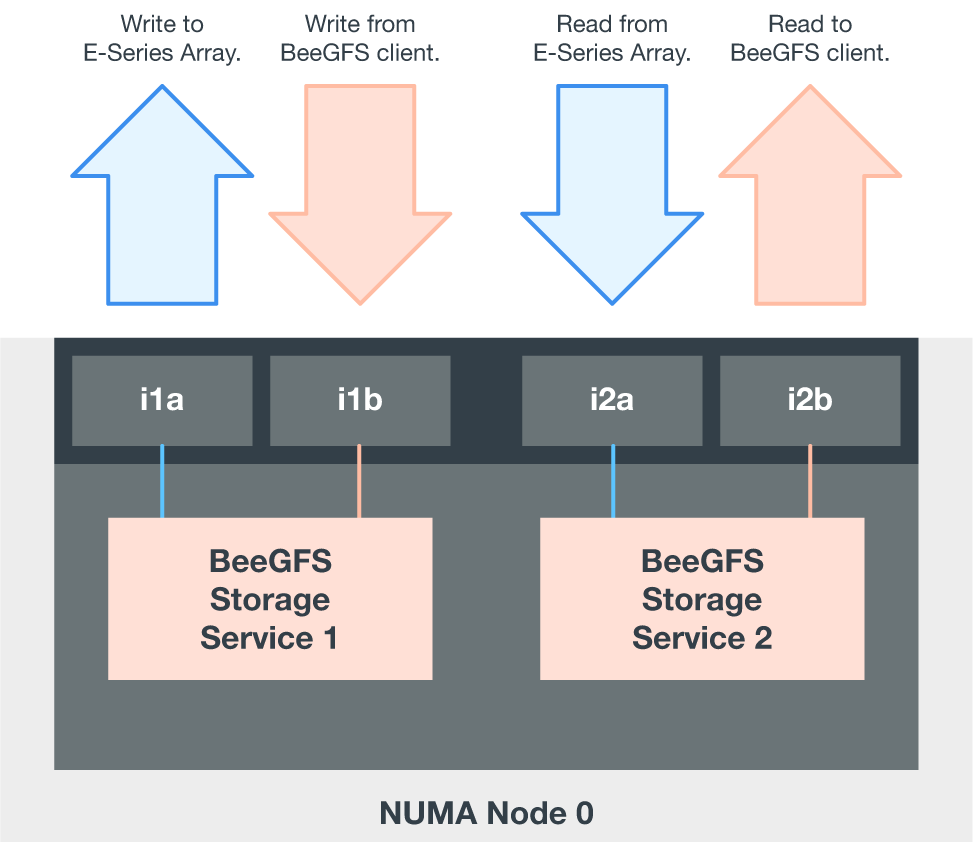 Write to
E-Series Array.
Write from
BeeGFS client.
Read from
E-Series Array.
Read to
BeeGFS client.
i1a
i1b
i2a
i2b
BeeGFS
Storage
Service 1
BeeGFS
Storage
Service 2
NUMA Node 0